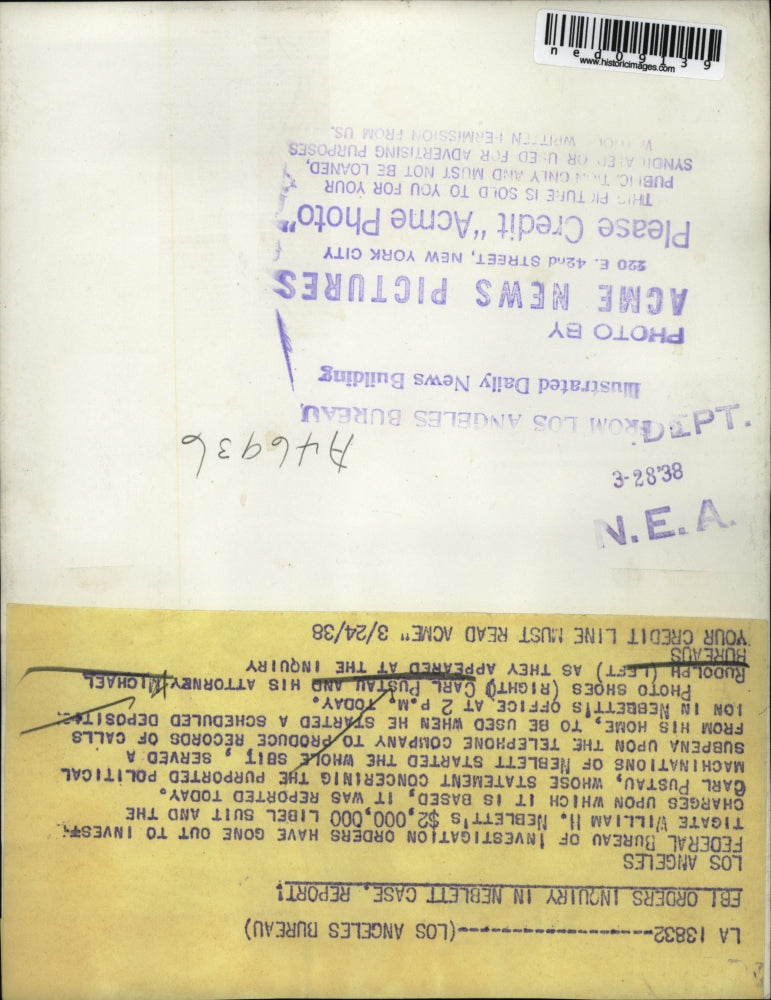 ned09139
www.historicimages.com
N.E.A.
3-28-38
DEPT.
A46936
FROM LOS ANGELES BUREAU,
Illustrated Daily News Building
PHOTO BY
ACME NEWS PICTURES
220 E. 42nd STREET, NEW YORK CITY
Please Credit "Acme Photo"
THIS PICTURE IS SOLD TO YOU FOR YOUR
PUBLICATION ONLY AND MUST NOT BE LOANED,
SYNDICATED OR USED FOR ADVERTISING PURPOSES
WITHOUT WRITTEN PERMISSION FROM US.
LA 13832--------------------(LOS ANGELES BUREAU)
FBI ORDERS INQUIRY IN NEBLETT CASE, REPORT!
LOS ANGELES
FEDERAL BUREAU OF INVESTIGATION ORDERS HAVE GONE OUT TO INVEST-
TIGATE WILLIAM H. NEBLETT'S $2,000,000 LIBEL SUIT AND THE
CHARGES UPON WHICH IT IS BASED, IT WAS REPORTED TODAY.
CARL PUSTAU, WHOSE STATEMENT CONCERINIG THE PURPORTED POLITICAL
MACHINATIONS OF NEBLETT STARTED THE WHOLE SUIT, SERVED A
SUBPENA UPON THE TELEPHONE COMPANY TO PRODUCE RECORDS OF CALLS
FROM HIS HOME, TO BE USED WHEN HE STARTED A SCHEDULED DEPOSIT-
ION IN NEBBETT'S OFFICE AT 2 P.M. TODAY.
PHOTO SHOES (RIGHT) CARL PUSTAU AND HIS ATTORNEY MICHAEL
RUDOLPH (LEFT) AS THEY APPEARED AT THE INQUIRY
BUREAUS
YOUR CREDIT LINE MUST READ ACME" 3/24/38